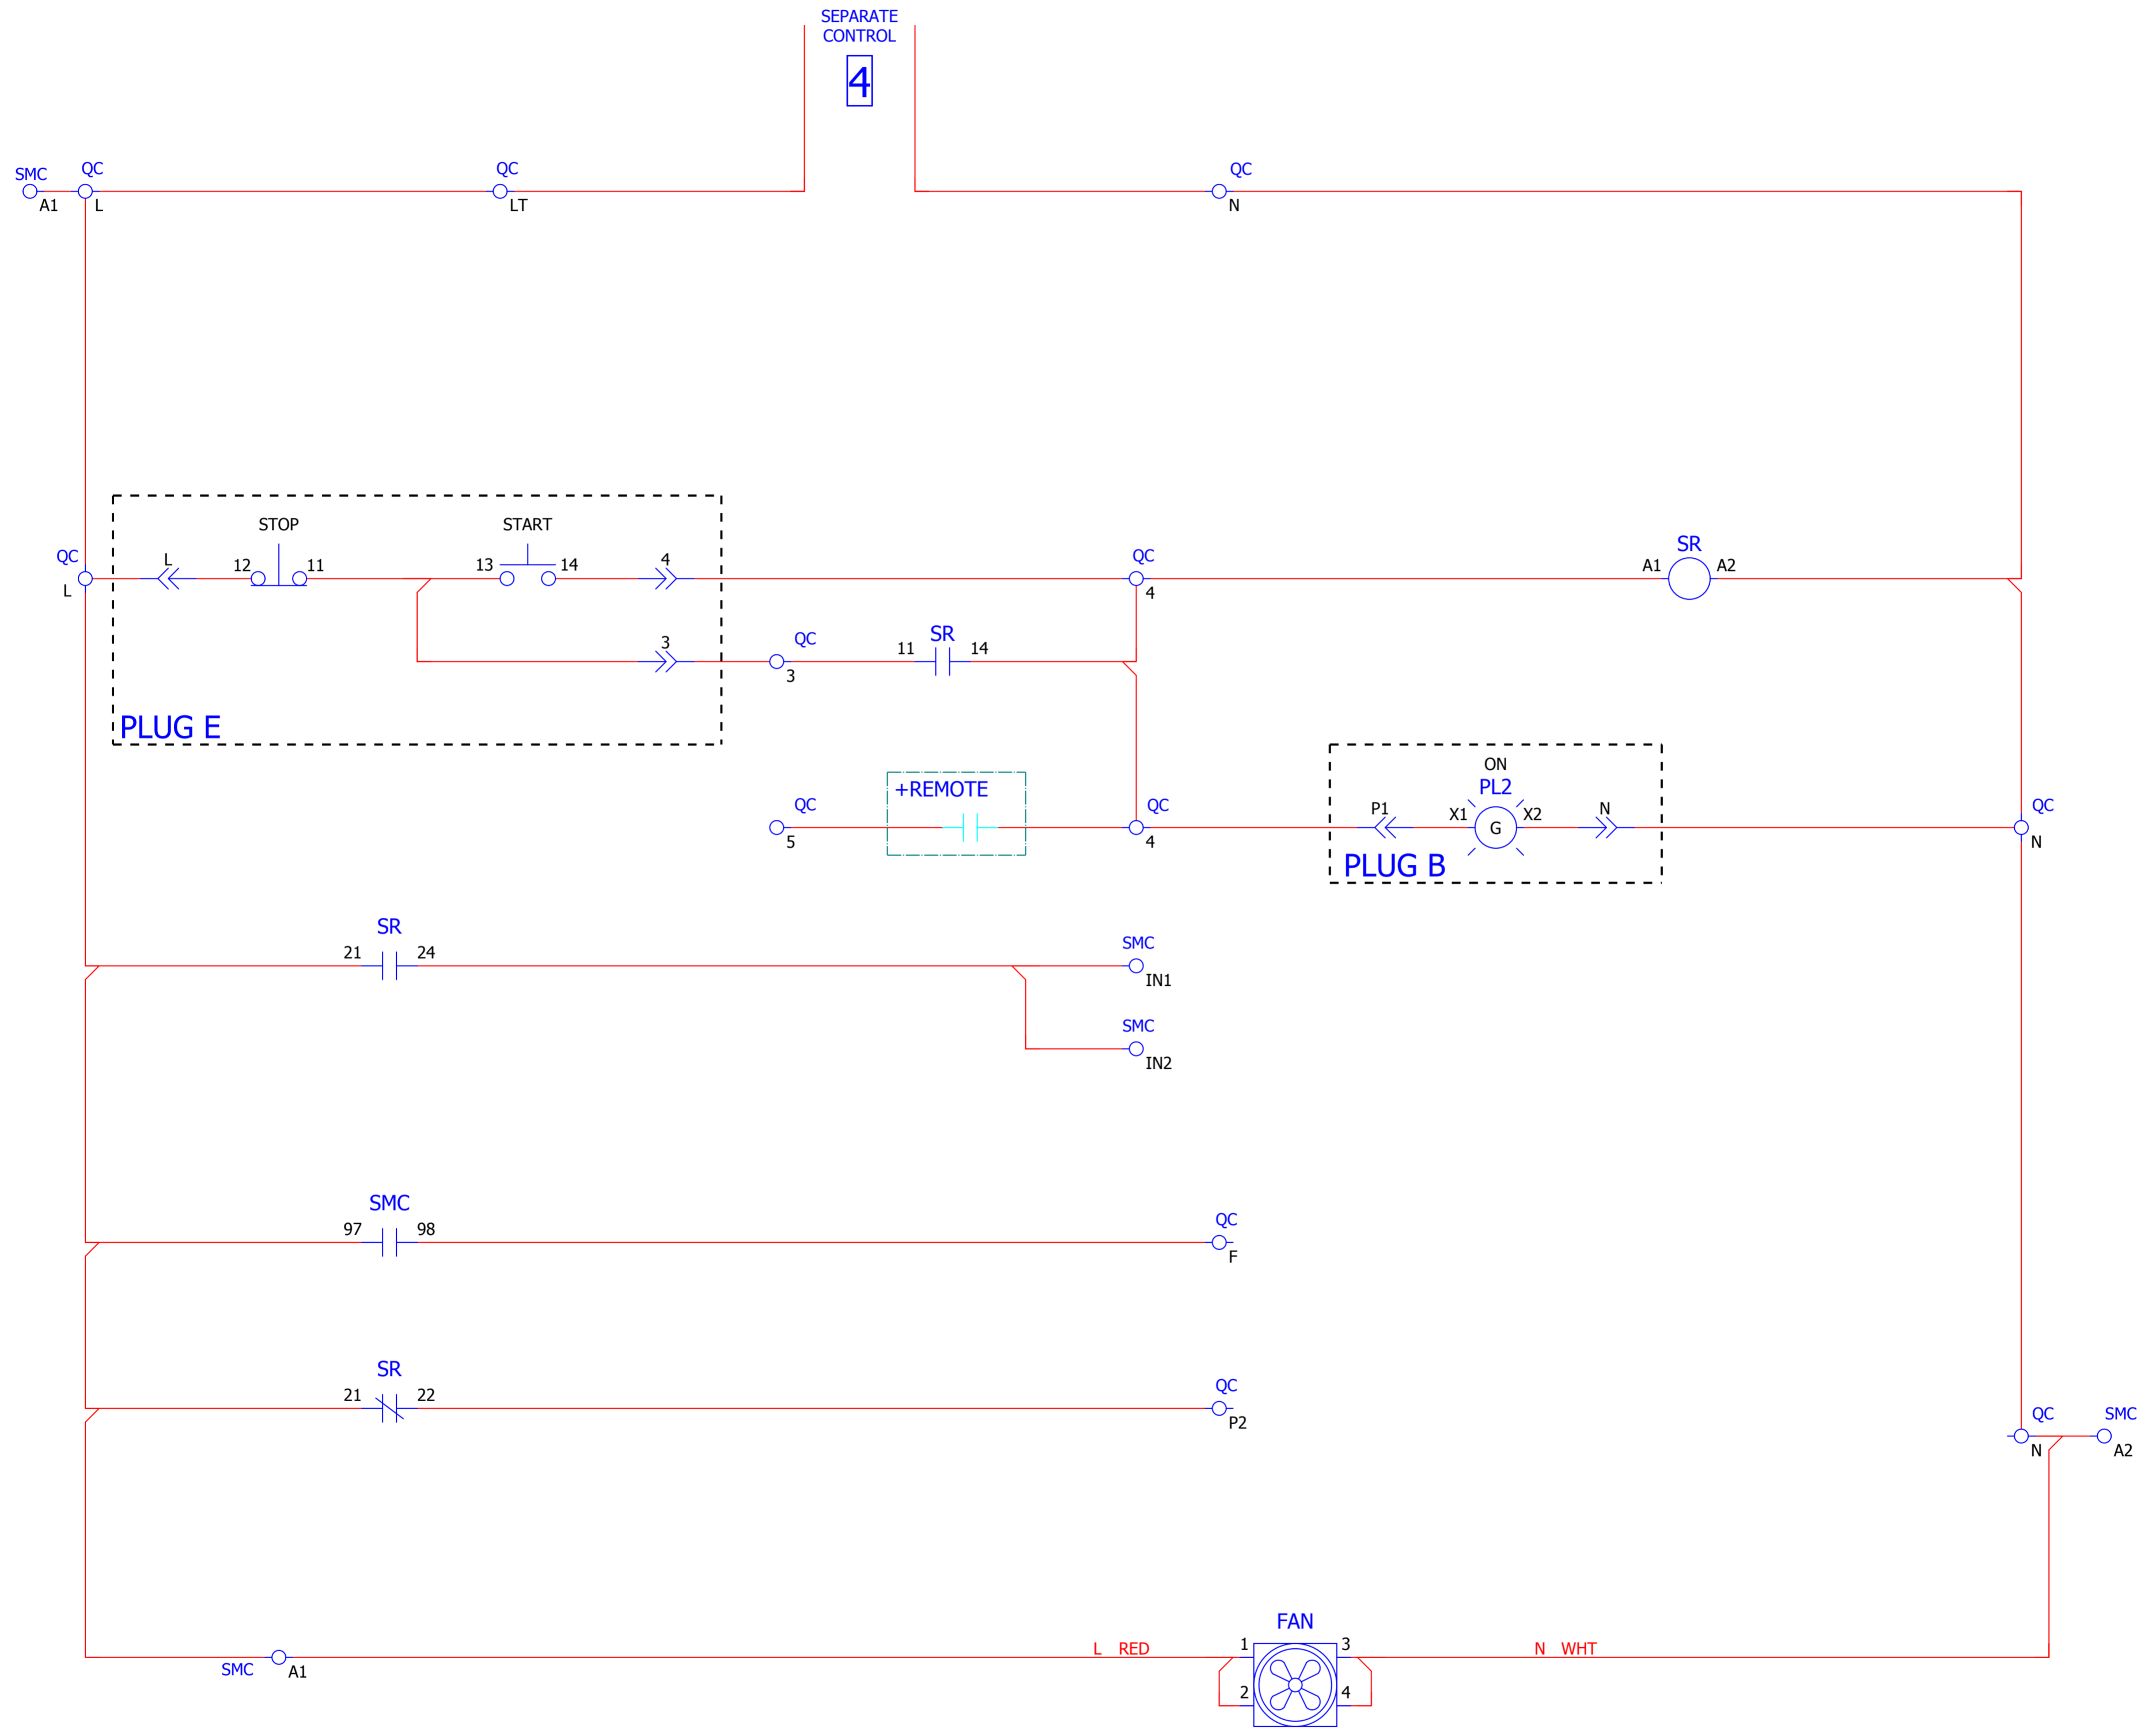 SEPARATE
CONTROL
4
SMC
QC
QC
QC
A1
L
LT
N
STOP
START
QC
L
L
12
11
13
14
4
QC
4
SR
A1
A2
3
QC
3
11
SR
14
PLUG E
+REMOTE
QC
5
QC
4
ON
PL2
P1
X1
G
X2
N
PLUG B
QC
N
SR
21
24
SMC
IN1
SMC
IN2
SMC
97
98
QC
F
SR
21
22
QC
P2
QC
N
SMC
A2
FAN
SMC
A1
L RED
1
2
3
4
N WHT